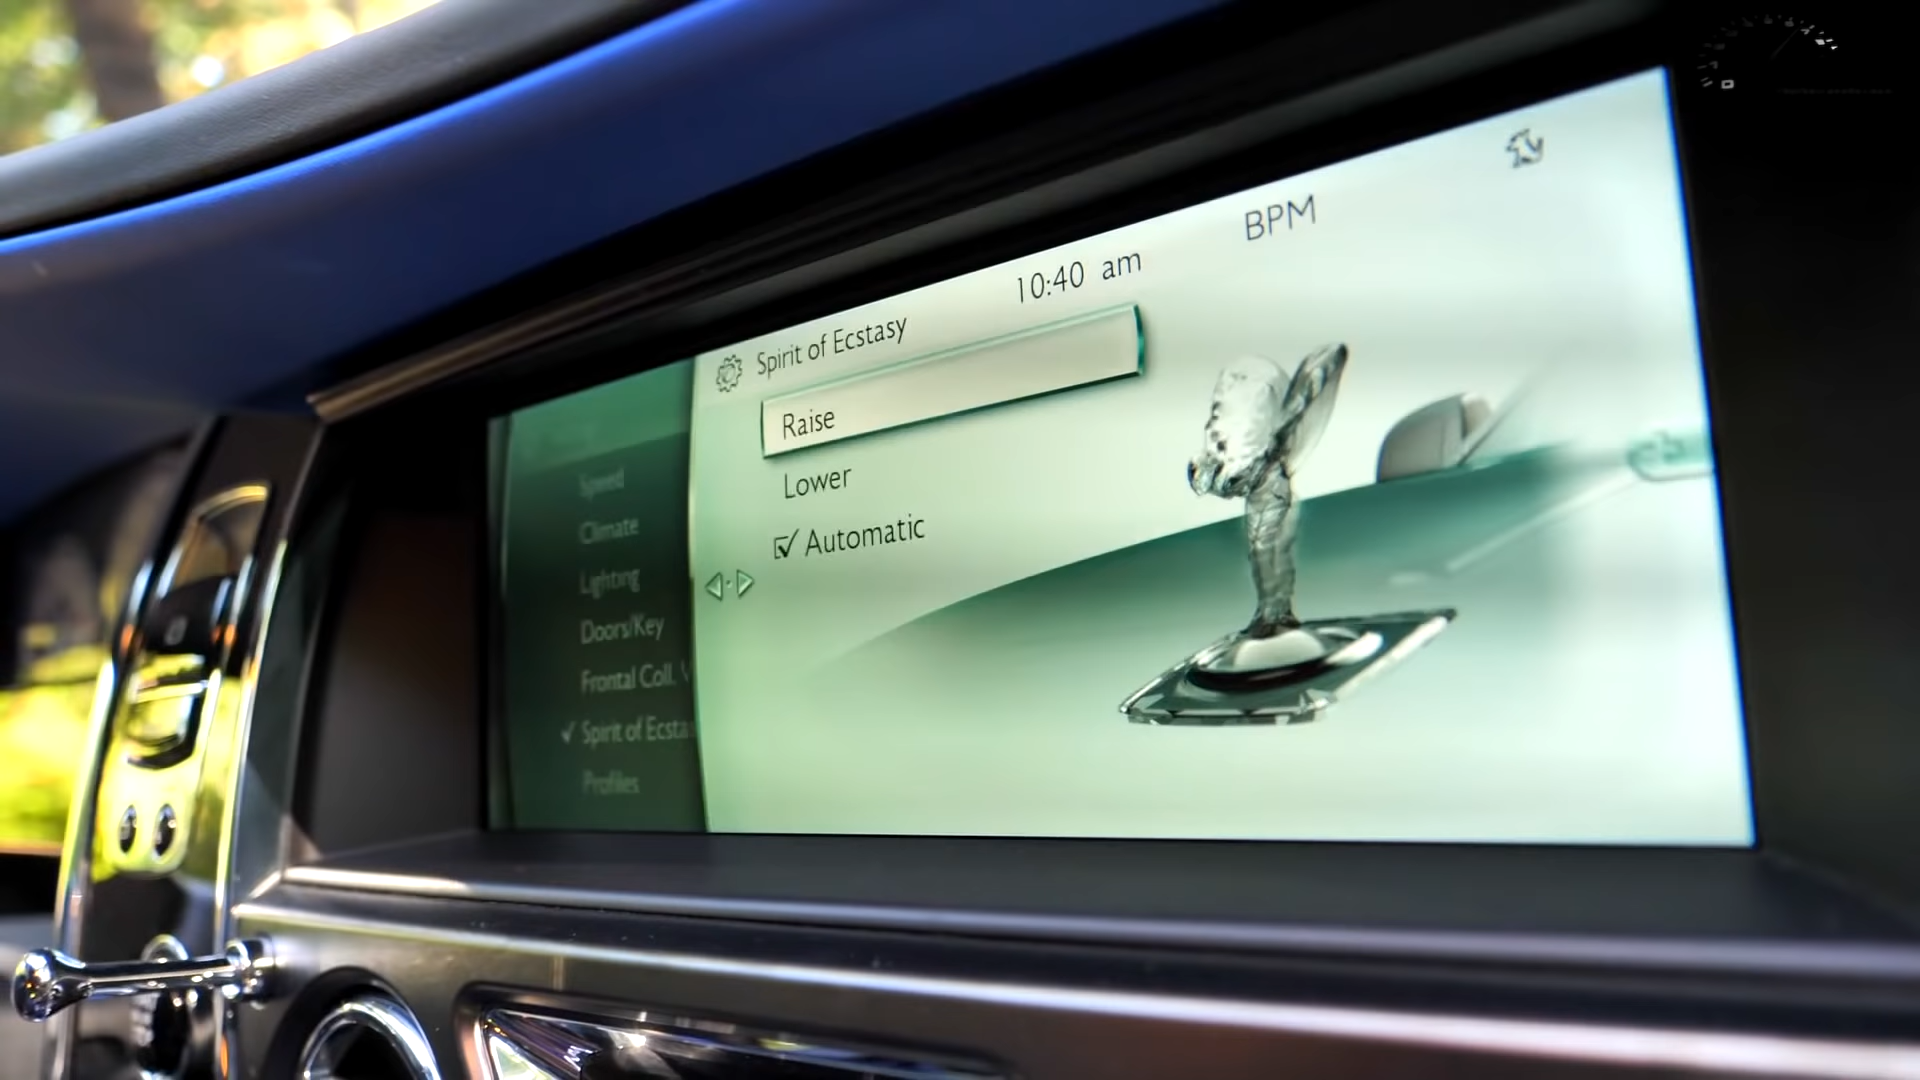 BPM
10:40 am
Spirit of Ecstasy
Raise
Lower
Automatic
Speed
Climate
Lighting
Doors/Key
Frontal Coll.
Spirit of Ecsta
Profiles